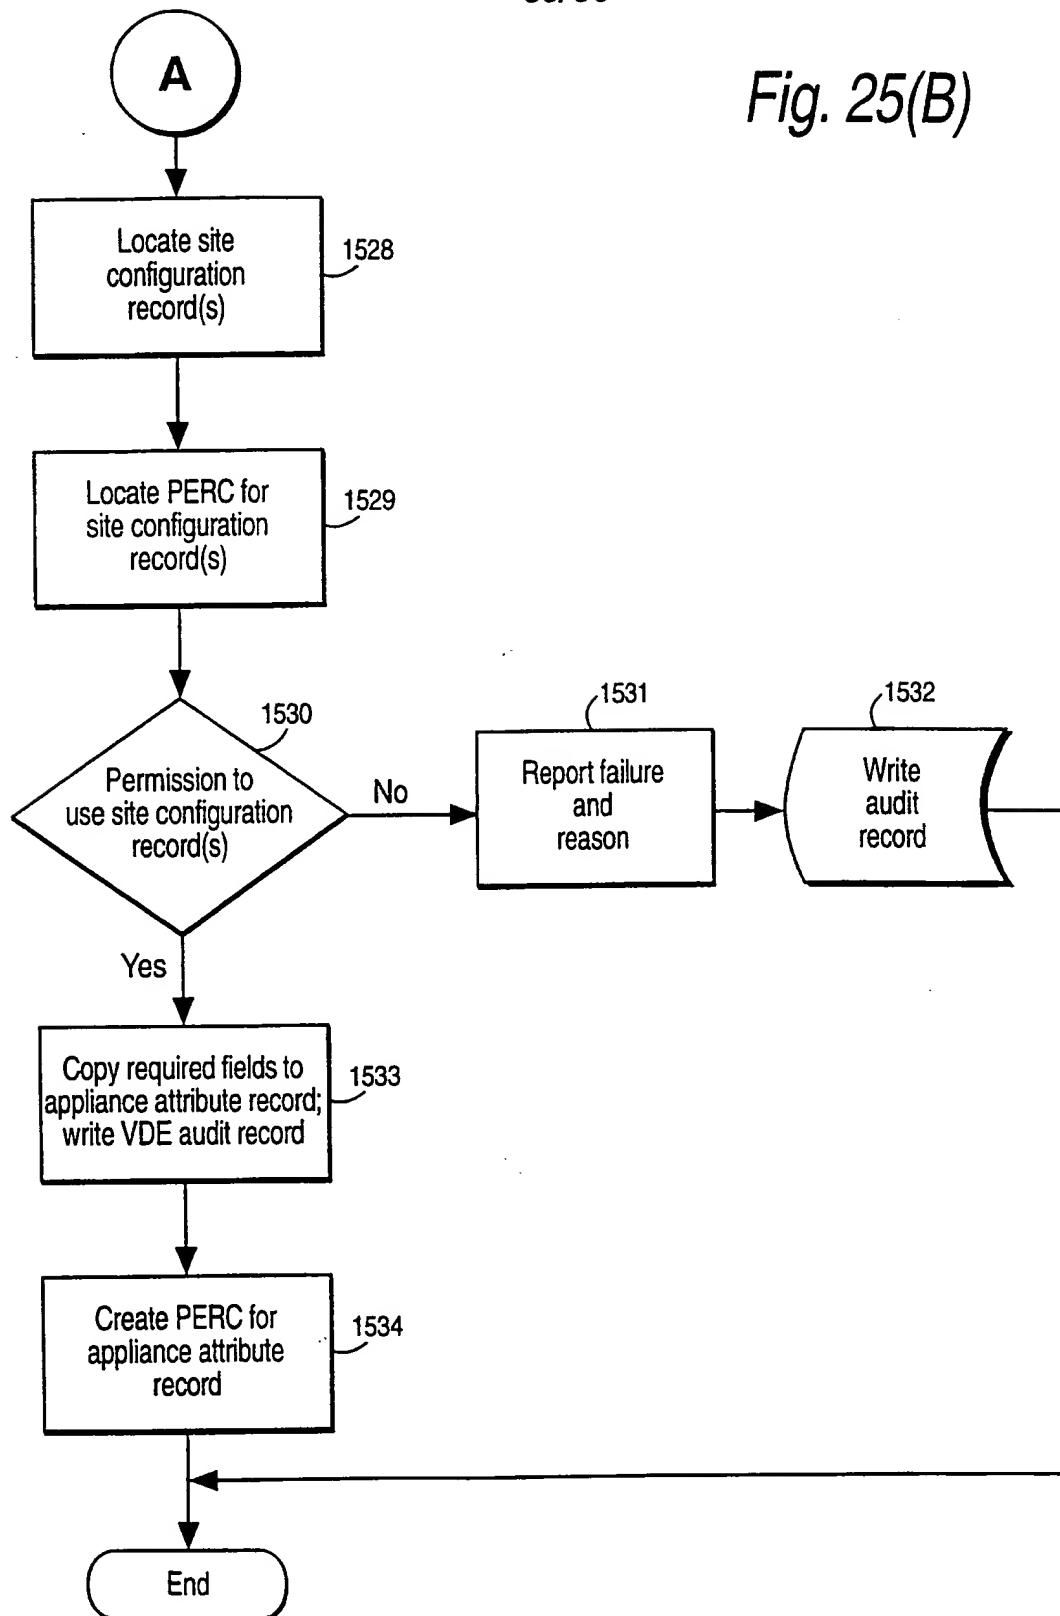 A
Fig. 25(B)
Locate site
configuration
record(s)
1528
Locate PERC for
site configuration
record(s)
1529
1530
Permission to
use site configuration
record(s)
No
1531
Report failure
and
reason
1532
Write
audit
record
Yes
Copy required fields to
appliance attribute record;
write VDE audit record
1533
Create PERC for
appliance attribute
record
1534
End